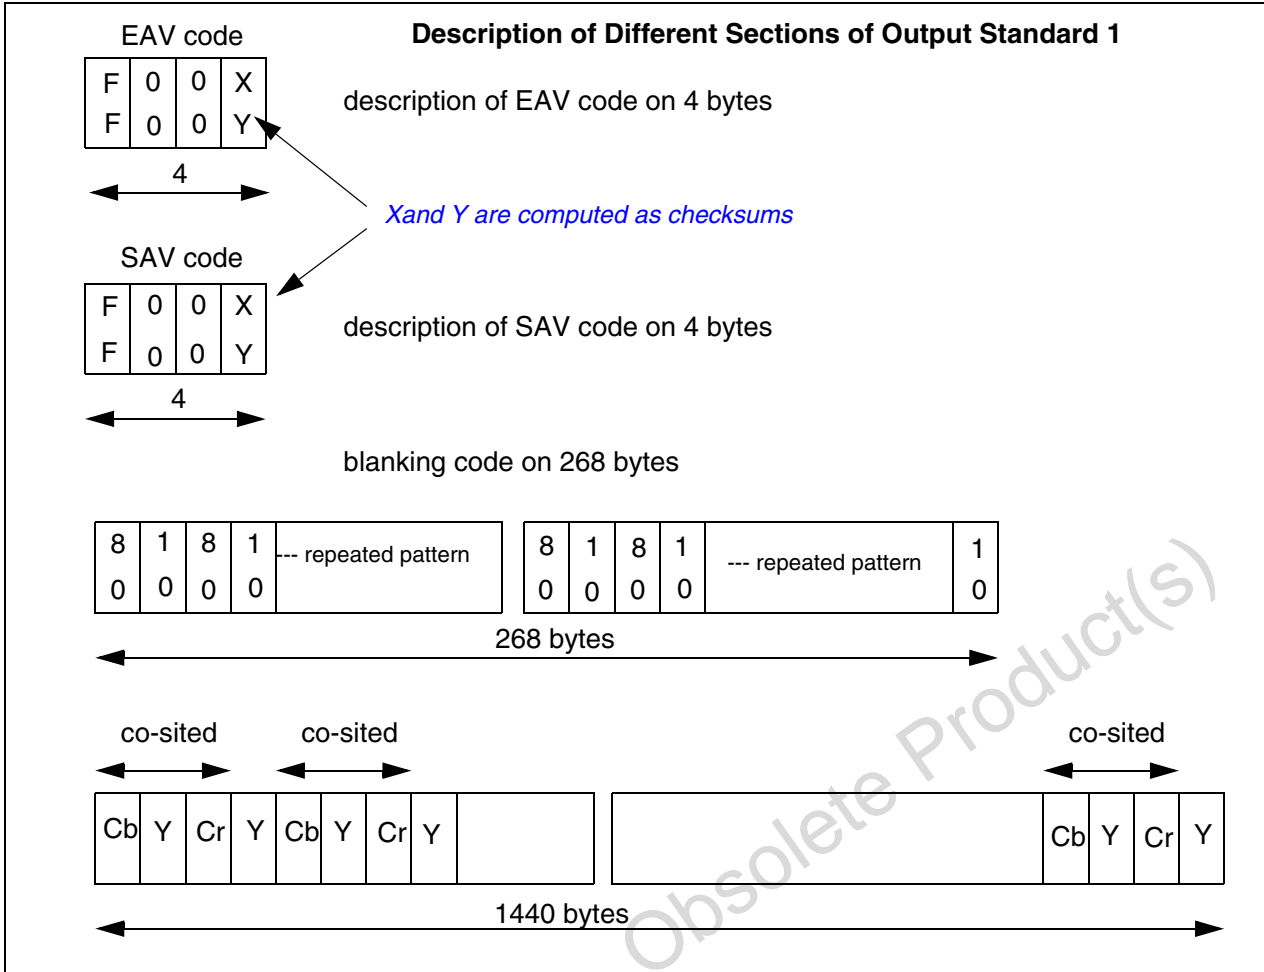 EAV code
Description of Different Sections of Output Standard 1
F 0 0 X
F 0 0 Y
description of EAV code on 4 bytes
4
Xand Y are computed as checksums
SAV code
F 0 0 X
F 0 0 Y
description of SAV code on 4 bytes
4
blanking code on 268 bytes
8 1 8 1 --- repeated pattern 8 1 8 1 --- repeated pattern 1
0 0 0 0 0 0 0 0 0
268 bytes
co-sited co-sited co-sited
Cb Y Cr Y Cb Y Cr Y Cb Y Cr Y
1440 bytes
Obsolete Product(s)